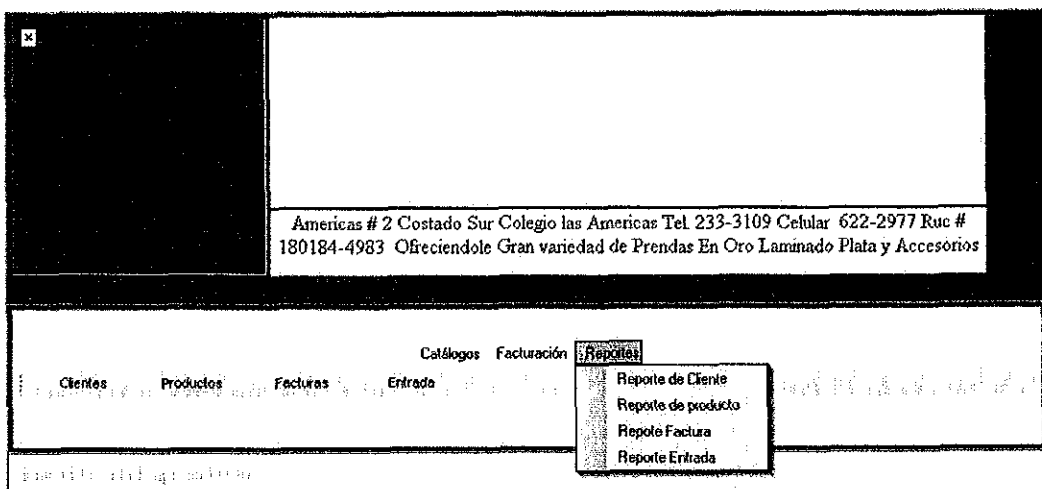 Americas # 2 Costado Sur Colegio las Americas Tel. 233-3109 Celular 622-2977 Ruc #
180184-4983 Ofreciendole Gran variedad de Prendas En Oro Laminado Plata y Accesorios
Catálogos Facturación Reportes
Clientes Productos Facturas Entrada
Reporte de Cliente
Reporte de producto
Repote Factura
Reporte Entrada